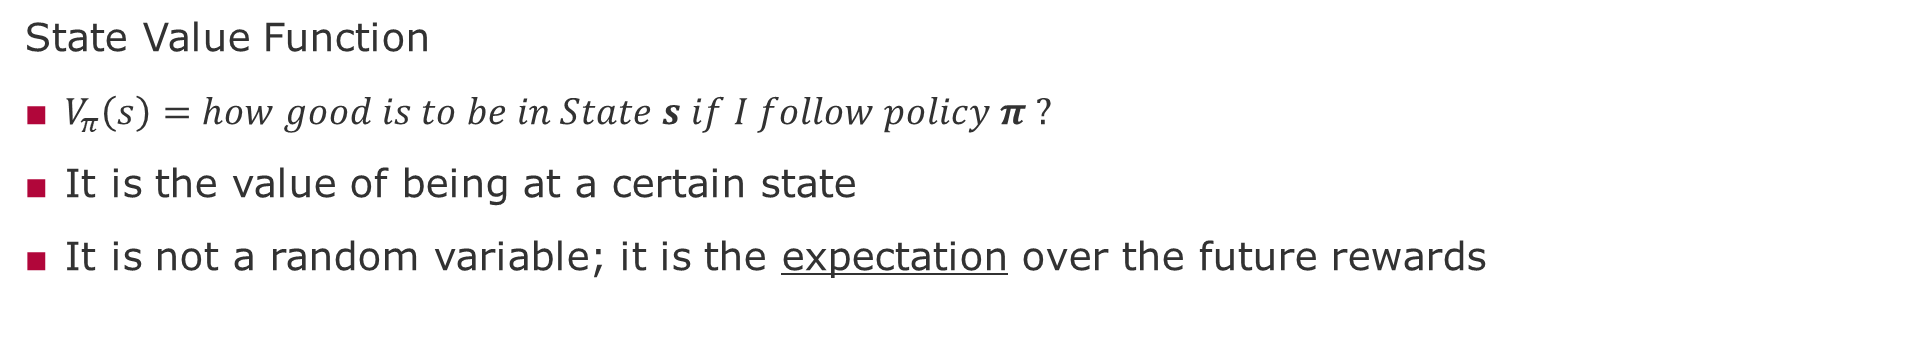 State Value Function
■ V_π(s) = how good is to be in State s if I follow policy π ?
■ It is the value of being at a certain state
■ It is not a random variable; it is the expectation over the future rewards